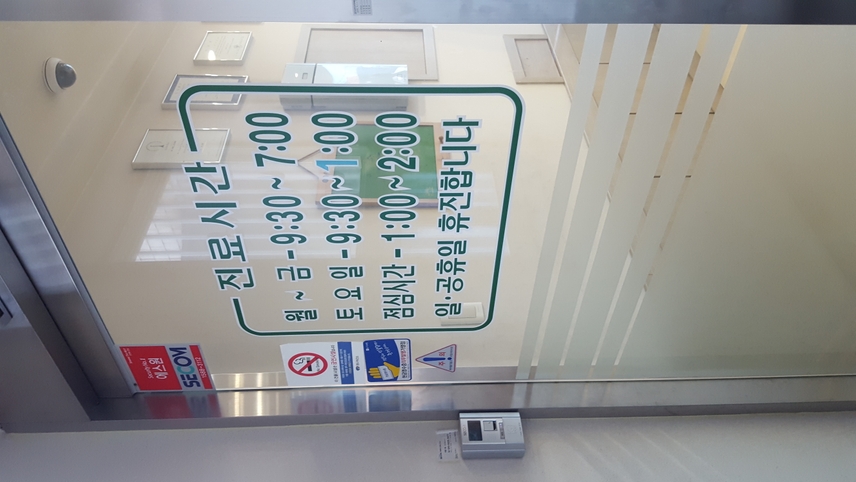 진료시간
월~금-9:30~7:00
토요일-9:30~1:00
점심시간-1:00~2:00
일·공휴일 휴진합니다
에스원
SECOM
주의